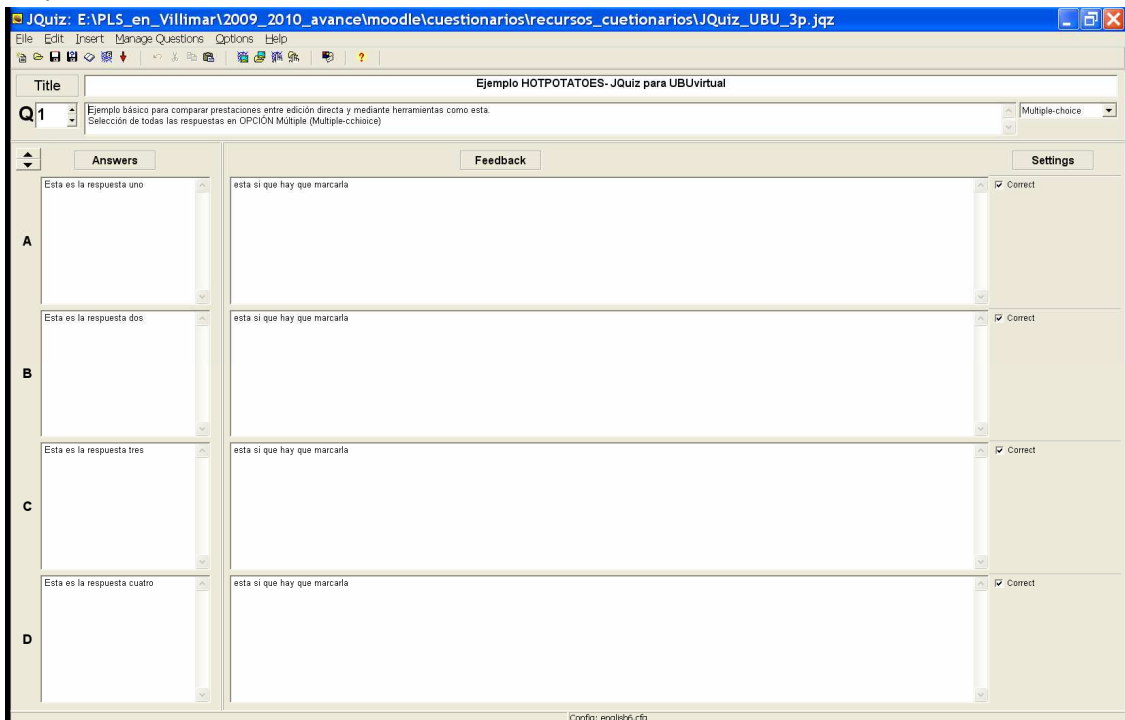 JQuiz: E:\PLS_en_Villimar\2009_2010_avance\moodle\cuestionarios\recursos_cuetionarios\JQuiz_UBU_3p.jqz
File Edit Insert Manage Questions Options Help
Title
Ejemplo HOTPOTATOES- JQuiz para UBUvirtual
Q 1
Ejemplo básico para comparar prestaciones entre edición directa y mediante herramientas como esta.
Selección de todas las respuestas en OPCIÓN Múltiple (Multiple-cchioice)
Multiple-choice
Answers Feedback Settings
A
Esta es la respuesta uno
esta si que hay que marcarla
Correct
B
Esta es la respuesta dos
esta si que hay que marcarla
Correct
C
Esta es la respuesta tres
esta si que hay que marcarla
Correct
D
Esta es la respuesta cuatro
esta si que hay que marcarla
Correct
Config: english6.cfg